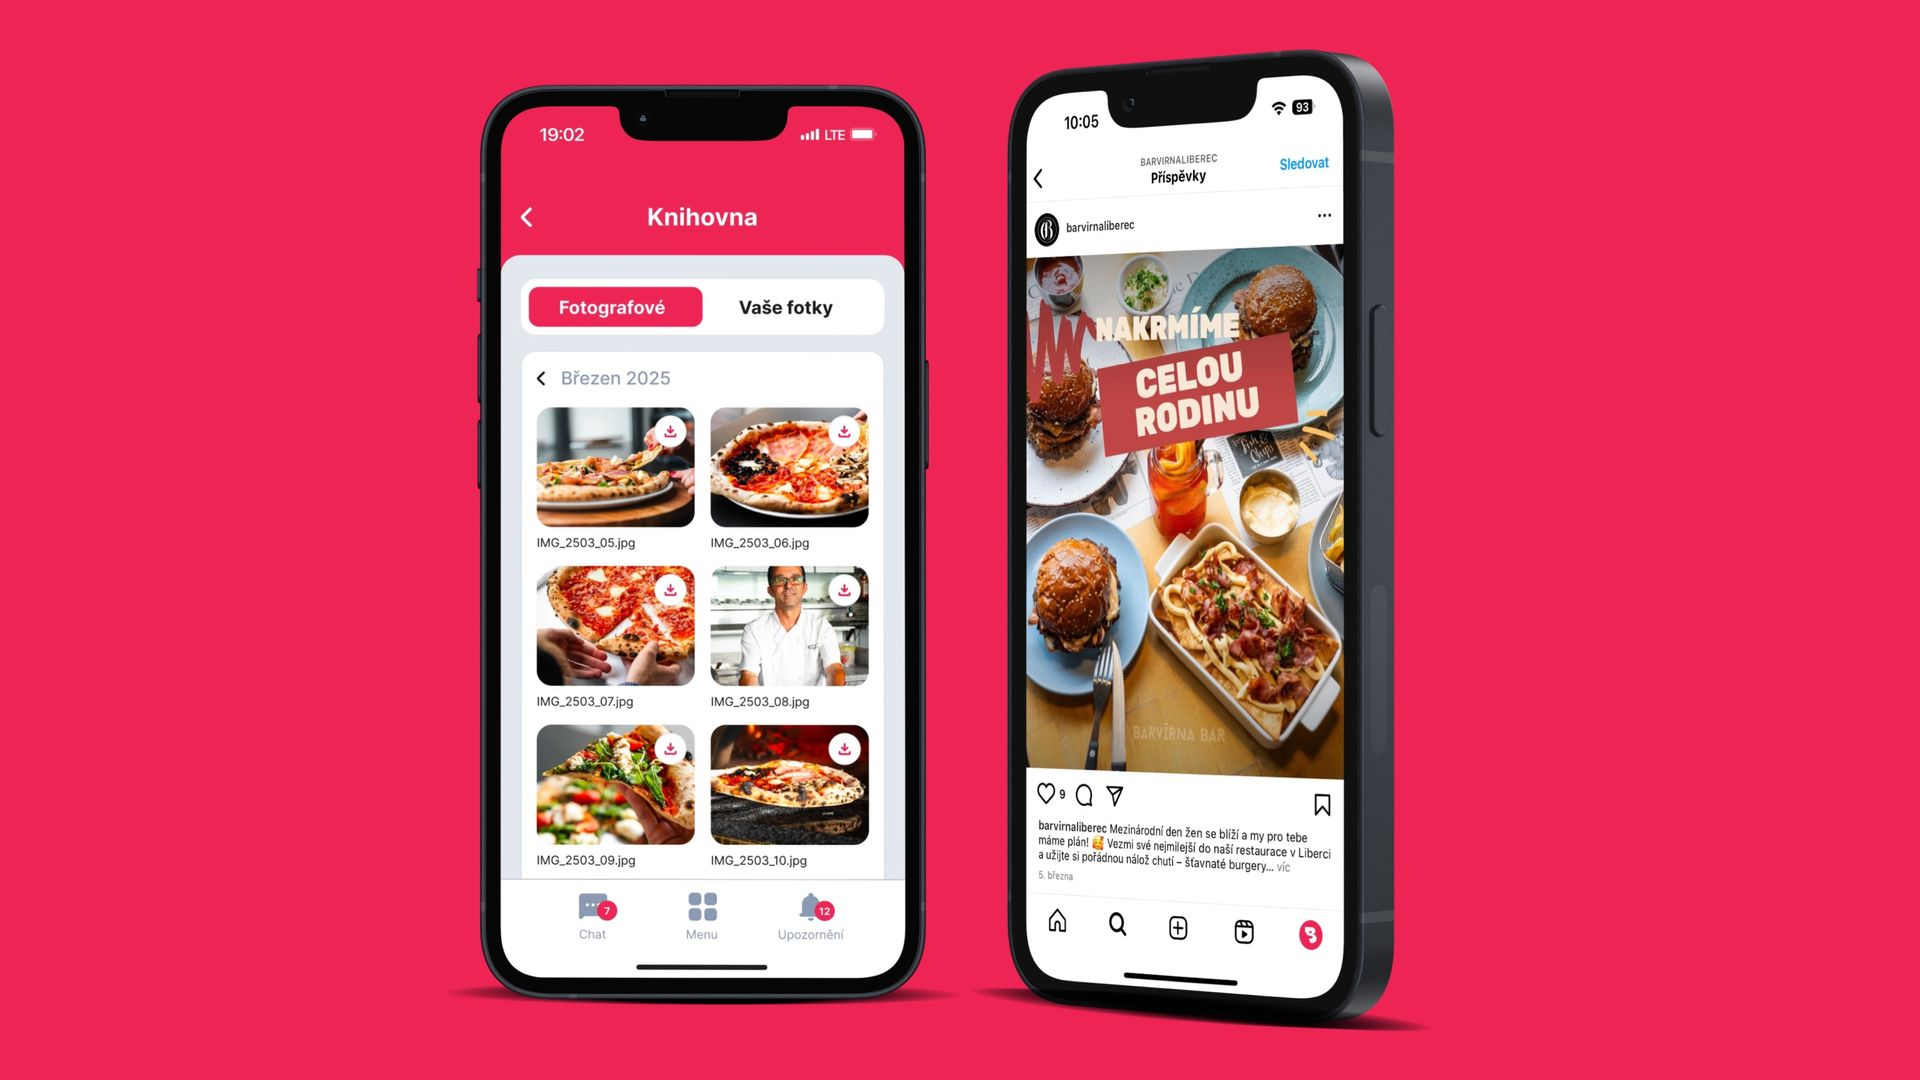 19:02
LTE
Knihovna
Fotografové
Vaše fotky
Březen 2025
IMG_2503_05.jpg
IMG_2503_06.jpg
IMG_2503_07.jpg
IMG_2503_08.jpg
IMG_2503_09.jpg
IMG_2503_10.jpg
7
12
Chat
Menu
Upozornění
10:05
93
BARVIRNALIBEREC
Příspěvky
Sledovat
barvirnaliberec
NAKRMÍME
CELOU
RODINU
Fish &
Chips
BARVÍRNA BAR
9
barvirnaliberec Mezinárodní den žen se blíží a my pro tebe
máme plán! 🥰 Vezmi své nejmilejší do naší restaurace v Liberci
a užijte si pořádnou nálož chutí – šťavnaté burgery... víc
5. března